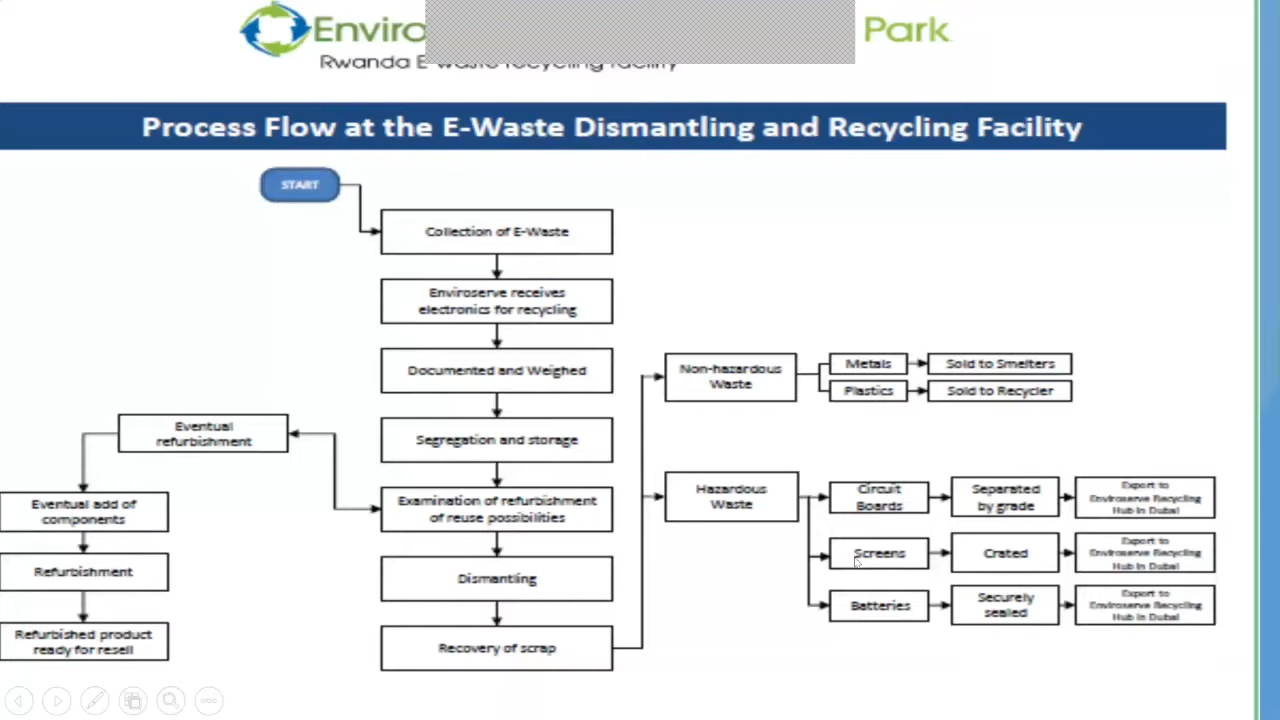 Enviro
Park
Rwanda E-waste recycling facility
Process Flow at the E-Waste Dismantling and Recycling Facility
START
Collection of E-Waste
Enviroserve receives
electronics for recycling
Documented and Weighed
Segregation and storage
Examination of refurbishment
of reuse possibilities
Dismantling
Recovery of scrap
Eventual
refurbishment
Eventual add of
components
Refurbishment
Refurbished product
ready for resell
Non-hazardous
Waste
Metals
Sold to Smelters
Plastics
Sold to Recycler
Hazardous
Waste
Circuit
Boards
Separated
by grade
Export to
Enviroserve Recycling
Hub in Dubai
Screens
Crated
Export to
Enviroserve Recycling
Hub in Dubai
Batteries
Securely
sealed
Export to
Enviroserve Recycling
Hub in Dubai